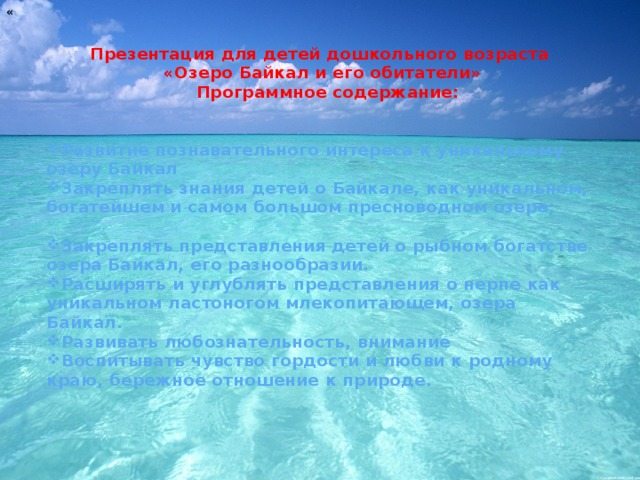 «
Презентация для детей дошкольного возраста
«Озеро Байкал и его обитатели»
Программное содержание:
❖Развитие познавательного интереса к уникальному
озеру Байкал
❖Закреплять знания детей о Байкале, как уникальном,
богатейшем и самом большом пресноводном озере.
❖Закреплять представления детей о рыбном богатстве
озера Байкал, его разнообразии.
❖Расширять и углублять представления о нерпе как
уникальном ластоногом млекопитающем, озера
Байкал.
❖Развивать любознательность, внимание
❖Воспитывать чувство гордости и любви к родному
краю, бережное отношение к природе.